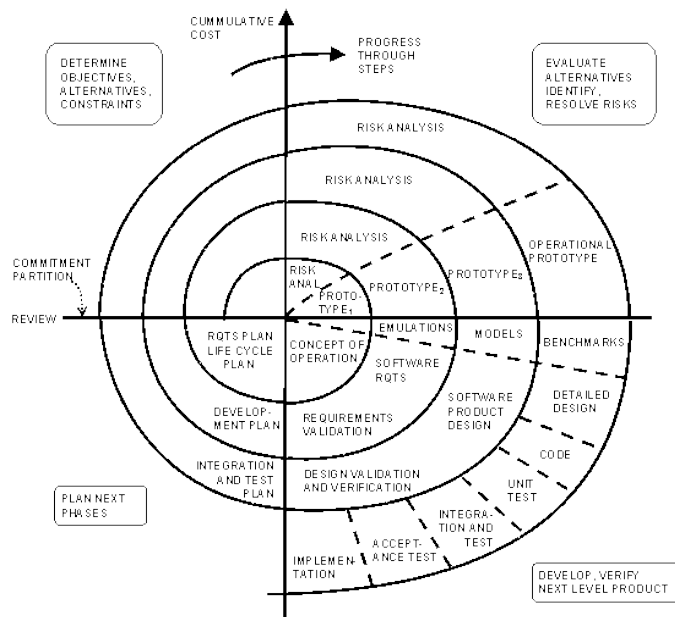 CUMMULATIVE
COST
PROGRESS
THROUGH
STEPS
DETERMINE
OBJECTIVES,
ALTERNATIVES,
CONSTRAINTS
EVALUATE
ALTERNATIVES
IDENTIFY,
RESOLVE RISKS
RISK ANALYSIS
RISK ANALYSIS
RISK ANALYSIS
RISK
ANAL.
OPERATIONAL
PROTOTYPE
PROTOTYPE3
PROTOTYPE2
PROTO-
TYPE1
COMMITMENT
PARTITION
REVIEW
EMULATIONS
MODELS
BENCHMARKS
RQTS PLAN
LIFE CYCLE
PLAN
CONCEPT OF
OPERATION
SOFTWARE
RQTS
SOFTWARE
PRODUCT
DESIGN
DETAILED
DESIGN
DEVELOP-
MENT PLAN
REQUIREMENTS
VALIDATION
CODE
INTEGRATION
AND TEST
PLAN
DESIGN VALIDATION
AND VERIFICATION
UNIT
TEST
PLAN NEXT
PHASES
INTEGRA-
TION AND
TEST
ACCEPT-
ANCE TEST
IMPLEMEN-
TATION
DEVELOP, VERIFY
NEXT LEVEL PRODUCT